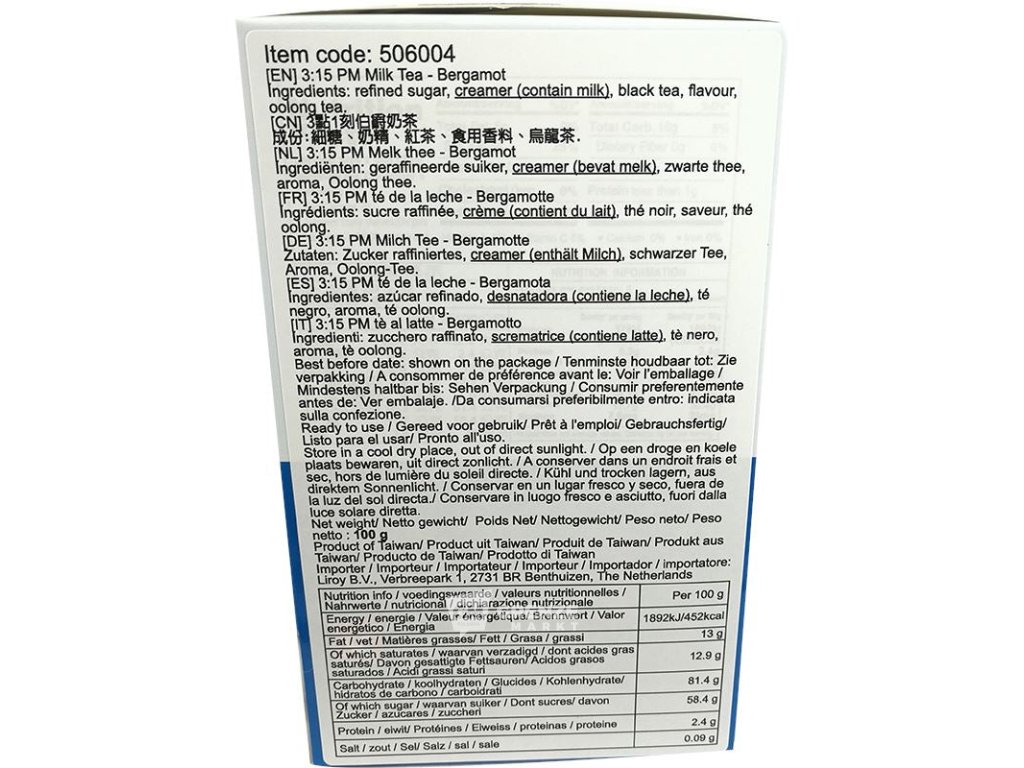 Item code: 506004
[EN] 3:15 PM Milk Tea - Bergamot
Ingredients: refined sugar, creamer (contain milk), black tea, flavour,
oolong tea.
[CN] 3點1刻伯爵奶茶
成份:細糖、奶精、紅茶、食用香料、烏龍茶.
[NL] 3:15 PM Melk thee - Bergamot
Ingrediënten: geraffineerde suiker, creamer (bevat melk), zwarte thee,
aroma, Oolong thee.
[FR] 3:15 PM té de la leche - Bergamotte
Ingrédients: sucre raffinée, crème (contient du lait), thé noir, saveur, thé
oolong.
[DE] 3:15 PM Milch Tee - Bergamotte
Zutaten: Zucker raffiniertes, creamer (enthält Milch), schwarzer Tee,
Aroma, Oolong-Tee.
[ES] 3:15 PM té de la leche - Bergamota
Ingredientes: azúcar refinado, desnatadora (contiene la leche), té
negro, aroma, té oolong.
[IT] 3:15 PM tè al latte - Bergamotto
Ingredienti: zucchero raffinato, scrematrice (contiene latte), tè nero,
aroma, tè oolong.
Best before date: shown on the package / Tenminste houdbaar tot: Zie
verpakking / A consommer de préférence avant le: Voir l'emballage /
Mindestens haltbar bis: Sehen Verpackung / Consumir preferentemente
antes de: Ver embalaje. /Da consumarsi preferibilmente entro: indicata
sulla confezione.
Ready to use / Gereed voor gebruik/ Prêt à l'emploi/ Gebrauchsfertig/
Listo para el usar/ Pronto all'uso.
Store in a cool dry place, out of direct sunlight. / Op een droge en koele
plaats bewaren, uit direct zonlicht. / A conserver dans un endroit frais et
sec, hors de lumière du soleil directe. / Kühl und trocken lagern, aus
direktem Sonnenlicht. / Conservar en un lugar fresco y seco, fuera de
la luz del sol directa./ Conservare in luogo fresco e asciutto, fuori dalla
luce solare diretta.
Net weight/ Netto gewicht/ Poids Net/ Nettogewicht/ Peso neto/ Peso
netto : 100 g
Product of Taiwan/ Product uit Taiwan/ Produit de Taiwan/ Produkt aus
Taiwan/ Producto de Taiwan/ Prodotto di Taiwan
Importer / Importeur / Importateur / Importeur / Importador / importatore:
Liroy B.V., Verbreepark 1, 2731 BR Benthuizen, The Netherlands
Nutrition info / voedingswaarde / valeurs nutritionnelles /
Nahrwerte / nutricional / dichiarazione nutrizionale
Per 100 g
Energy / energie / Valeur énergétique/ Brennwert / Valor
energético / Energia
1892kJ/452kcal
Fat / vet / Matières grasses/ Fett / Grasa / grassi
13 g
Of which saturates / waarvan verzadigd / dont acides gras
saturés/ Davon gesattigte Fettsauren/ Acidos grasos
saturados / Acidi grassi saturi
12.9 g
Carbohydrate / koolhydraten / Glucides / Kohlenhydrate/
hidratos de carbono / carboidrati
81.4 g
Of which sugar / waarvan suiker / Dont sucres/ davon
Zucker / azúcares / zuccheri
58.4 g
Protein / eiwit/ Protéines / Eiweiss / proteinas / proteine
2.4 g
Salt / zout / Sel/ Salz / sal / sale
0.09 g
MARKT